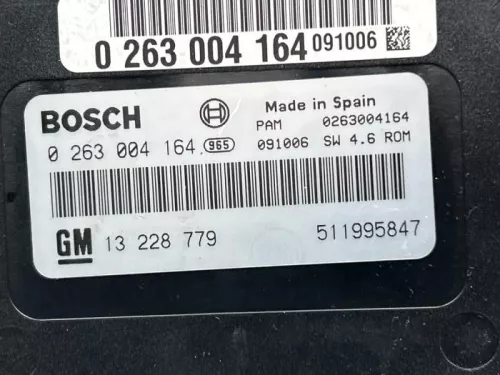 0 263 004 164 091006
BOSCH Made in Spain
PAM 0263004164
0 263 004 164 965 091006 SW 4.6 ROM
GM 13 228 779 511995847